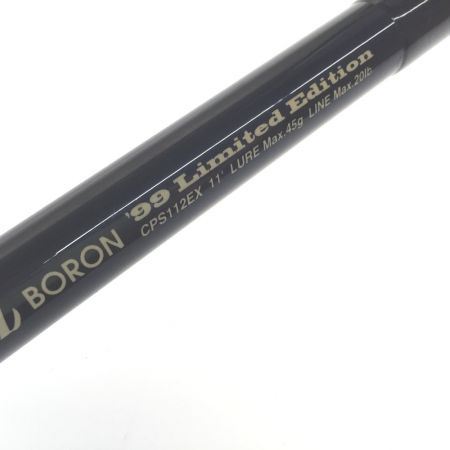 BORON '99 Limited Edition
CPS112EX 11' LURE Max.45g LINE Max.20lb